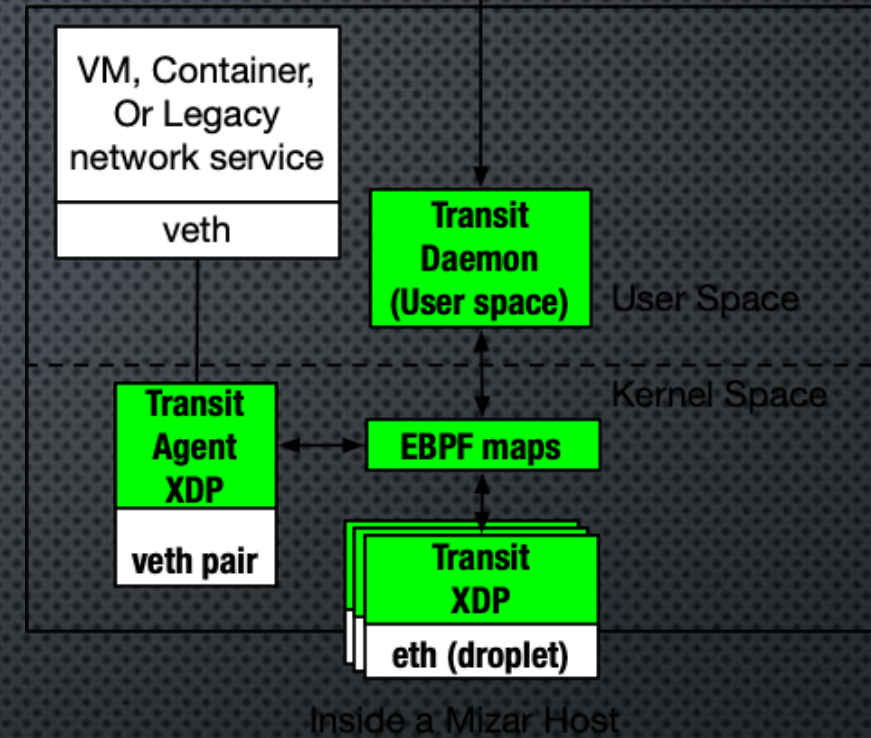 VM, Container,
Or Legacy
network service
veth
Transit
Daemon
(User space)
User Space
Kernel Space
Transit
Agent
XDP
veth pair
EBPF maps
Transit
XDP
eth (droplet)
Inside a Mizar Host